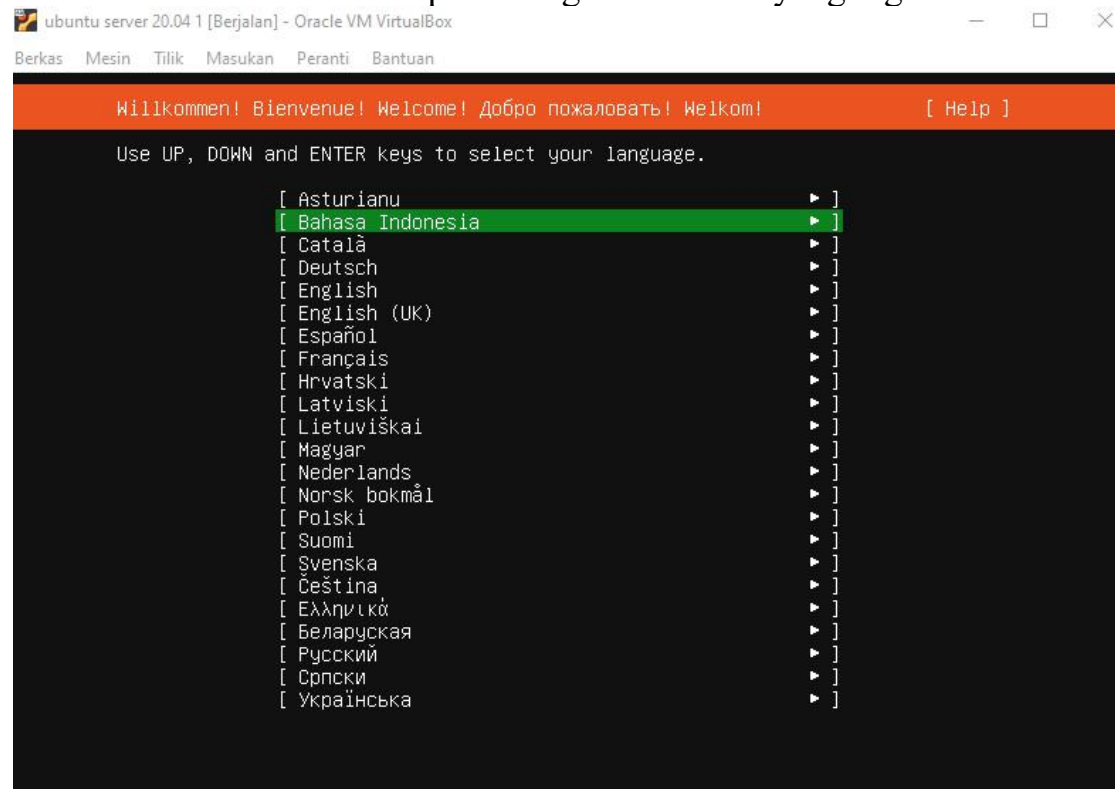 ubuntu server 20.04 1 [Berjalan] - Oracle VM VirtualBox
Berkas Mesin Tilik Masukan Peranti Bantuan
Willkommen! Bienvenue! Welcome! Добро пожаловать! Welkom! [ Help ]
Use UP, DOWN and ENTER keys to select your language.
[ Asturianu ► ]
[ Bahasa Indonesia ► ]
[ Català ► ]
[ Deutsch ► ]
[ English ► ]
[ English (UK) ► ]
[ Español ► ]
[ Français ► ]
[ Hrvatski ► ]
[ Latviski ► ]
[ Lietuviškai ► ]
[ Magyar ► ]
[ Nederlands ► ]
[ Norsk bokmål ► ]
[ Polski ► ]
[ Suomi ► ]
[ Svenska ► ]
[ Čeština ► ]
[ Ελληνικά ► ]
[ Беларуская ► ]
[ Русский ► ]
[ Српски ► ]
[ Українська ► ]